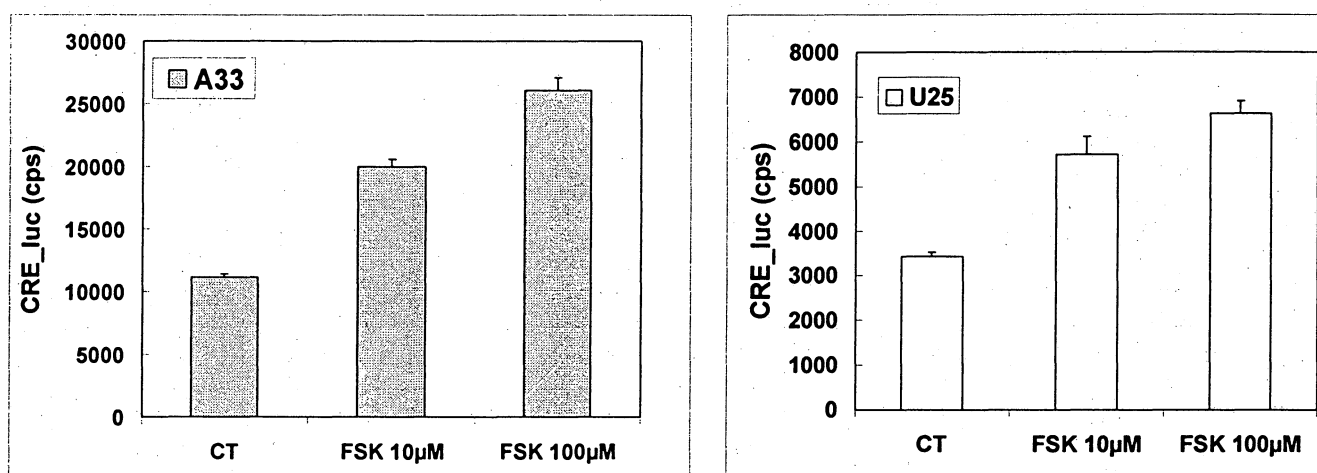 30000
25000
20000
15000
10000
5000
0
CRE_luc (cps)
A33
CT
FSK 10µM
FSK 100µM
8000
7000
6000
5000
4000
3000
2000
1000
0
CRE_luc (cps)
U25
CT
FSK 10µM
FSK 100µM